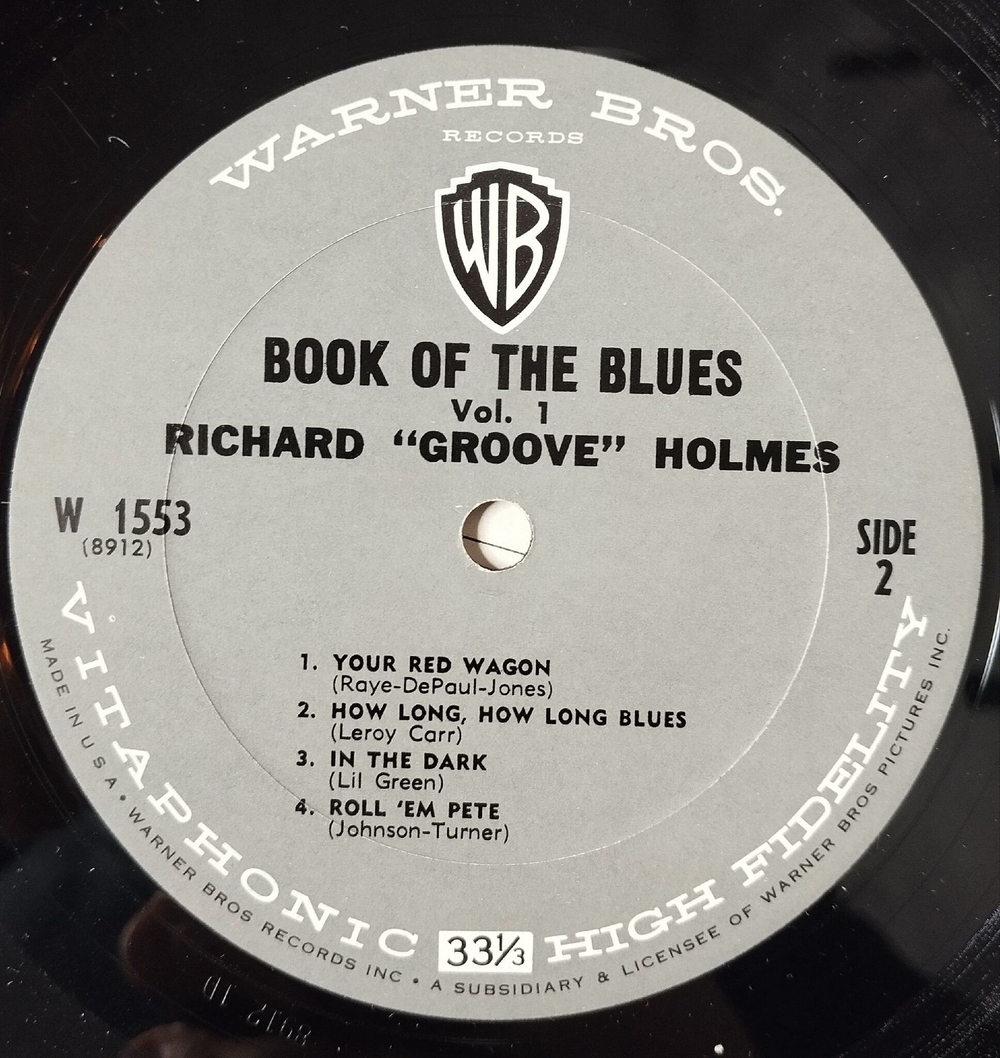 WARNER BROS.
RECORDS
WB
BOOK OF THE BLUES
Vol. 1
RICHARD “GROOVE” HOLMES
W 1553
(8912)
SIDE
2
1. YOUR RED WAGON
(Raye-DePaul-Jones)
2. HOW LONG, HOW LONG BLUES
(Leroy Carr)
3. IN THE DARK
(Lil Green)
4. ROLL ‘EM PETE
(Johnson-Turner)
VITAPHONIC 33⅓ HIGH FIDELITY
MADE IN U S A • WARNER BROS RECORDS INC • A SUBSIDIARY & LICENSEE OF WARNER BROS PICTURES INC.
8912 1D